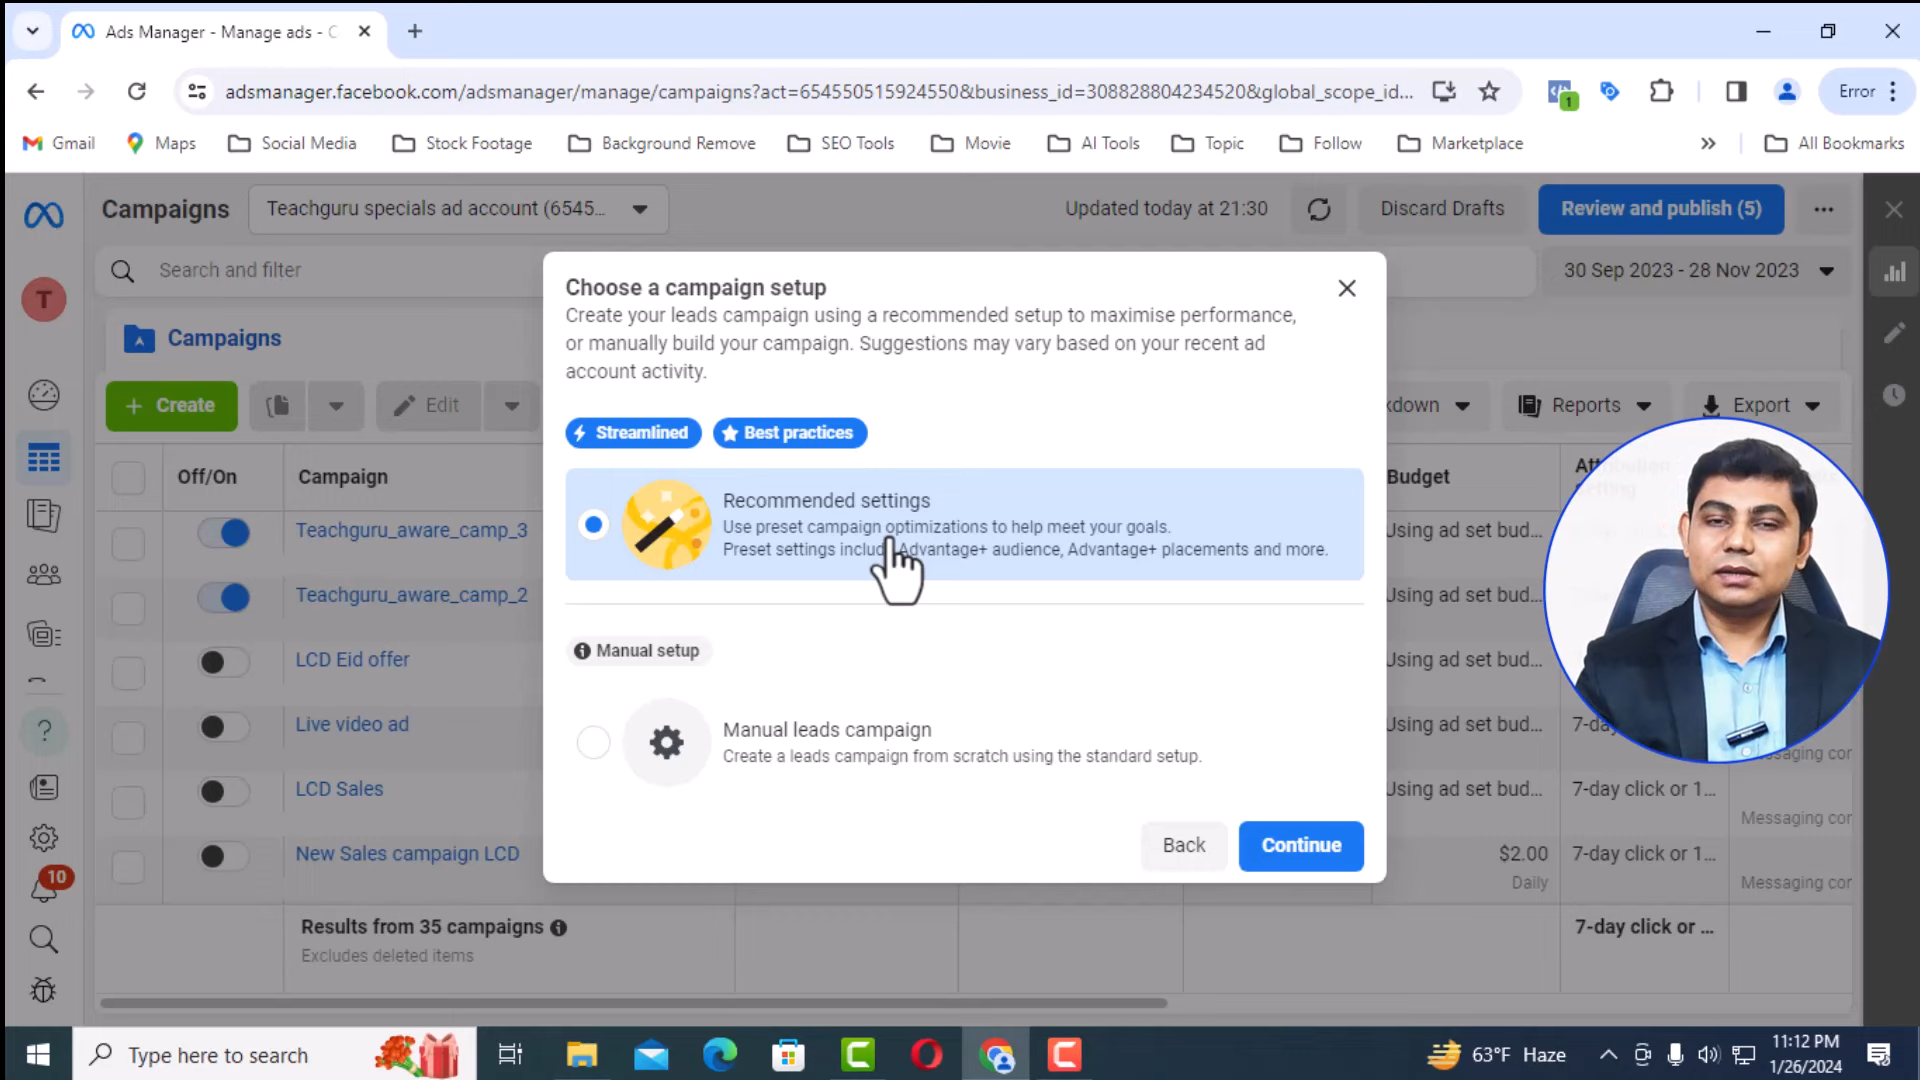 Ads Manager - Manage ads - C
adsmanager.facebook.com/adsmanager/manage/campaigns?act=654550515924550&business_id=308828804234520&global_scope_id...
1
Error
Gmail
Maps
Social Media
Stock Footage
Background Remove
SEO Tools
Movie
AI Tools
Topic
Follow
Marketplace
All Bookmarks
Campaigns
Teachguru specials ad account (6545...
Updated today at 21:30
Discard Drafts
Review and publish (5)
T
Search and filter
30 Sep 2023 - 28 Nov 2023
Campaigns
Create
Edit
kdown
Reports
Export
Off/On
Campaign
Budget
Teachguru_aware_camp_3
Using ad set bud...
Teachguru_aware_camp_2
Using ad set bud...
LCD Eid offer
Using ad set bud...
Live video ad
Using ad set bud...
7-da
ssaging cor
LCD Sales
Using ad set bud...
7-day click or 1...
Messaging cor
New Sales campaign LCD
$2.00
Daily
7-day click or 1...
Messaging cor
Results from 35 campaigns
Excludes deleted items
7-day click or ...
10
Choose a campaign setup
Create your leads campaign using a recommended setup to maximise performance,
or manually build your campaign. Suggestions may vary based on your recent ad
account activity.
Streamlined
Best practices
Recommended settings
Use preset campaign optimizations to help meet your goals.
Preset settings includ Advantage+ audience, Advantage+ placements and more.
Manual setup
Manual leads campaign
Create a leads campaign from scratch using the standard setup.
Back
Continue
Type here to search
63°F Haze
11:12 PM
1/26/2024